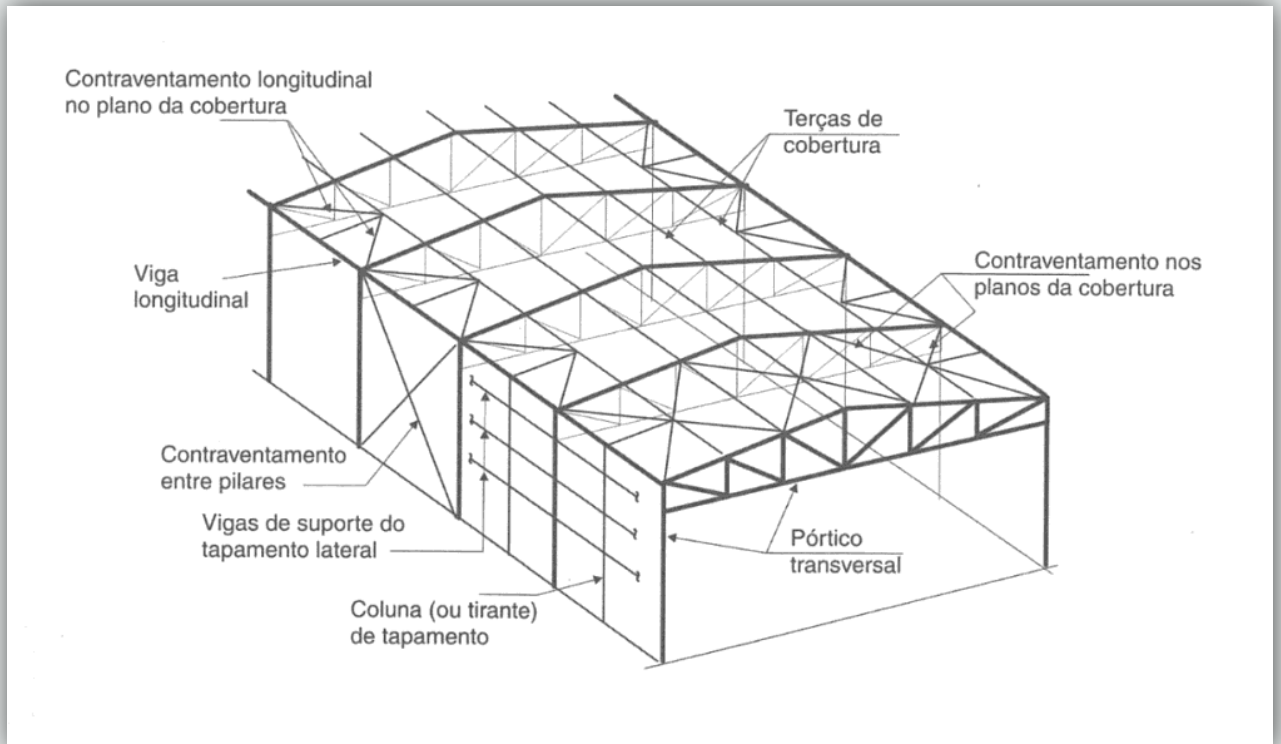 Contraventamento longitudinal
no plano da cobertura
Terças de
cobertura
Viga
longitudinal
Contraventamento nos
planos da cobertura
Contraventamento
entre pilares
Vigas de suporte do
tapamento lateral
Coluna (ou tirante)
de tapamento
Pórtico
transversal